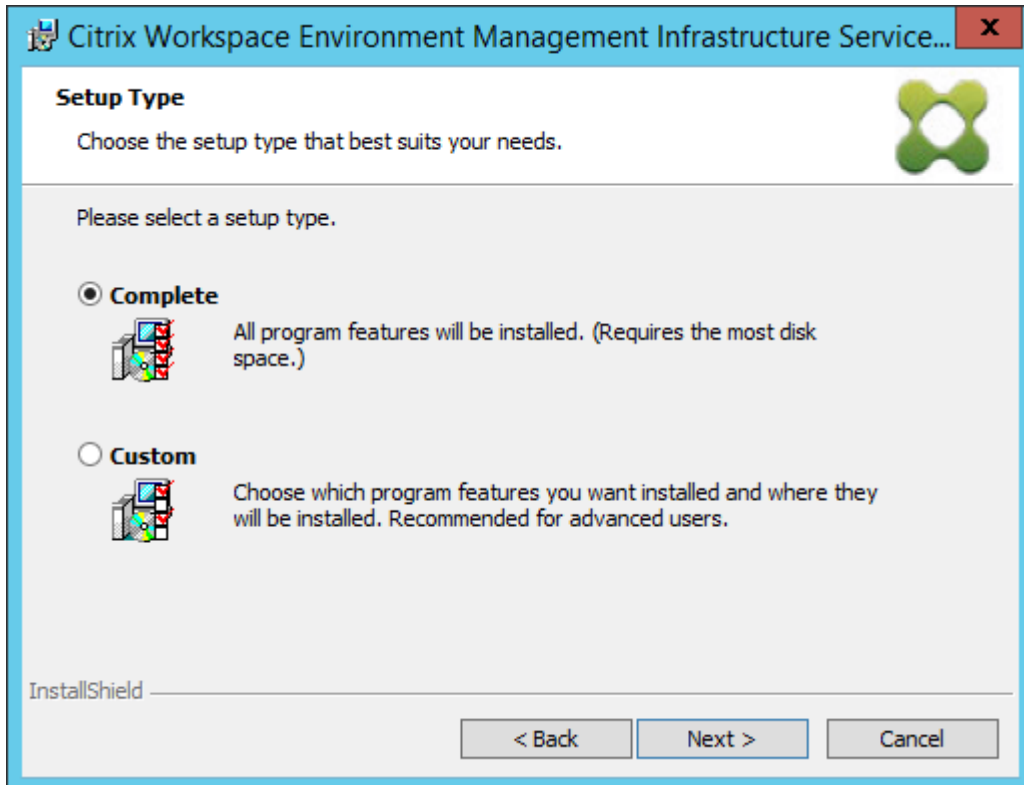 Citrix Workspace Environment Management Infrastructure Service...
X
Setup Type
Choose the setup type that best suits your needs.
Please select a setup type.
Complete
All program features will be installed. (Requires the most disk
space.)
Custom
Choose which program features you want installed and where they
will be installed. Recommended for advanced users.
InstallShield
< Back
Next >
Cancel